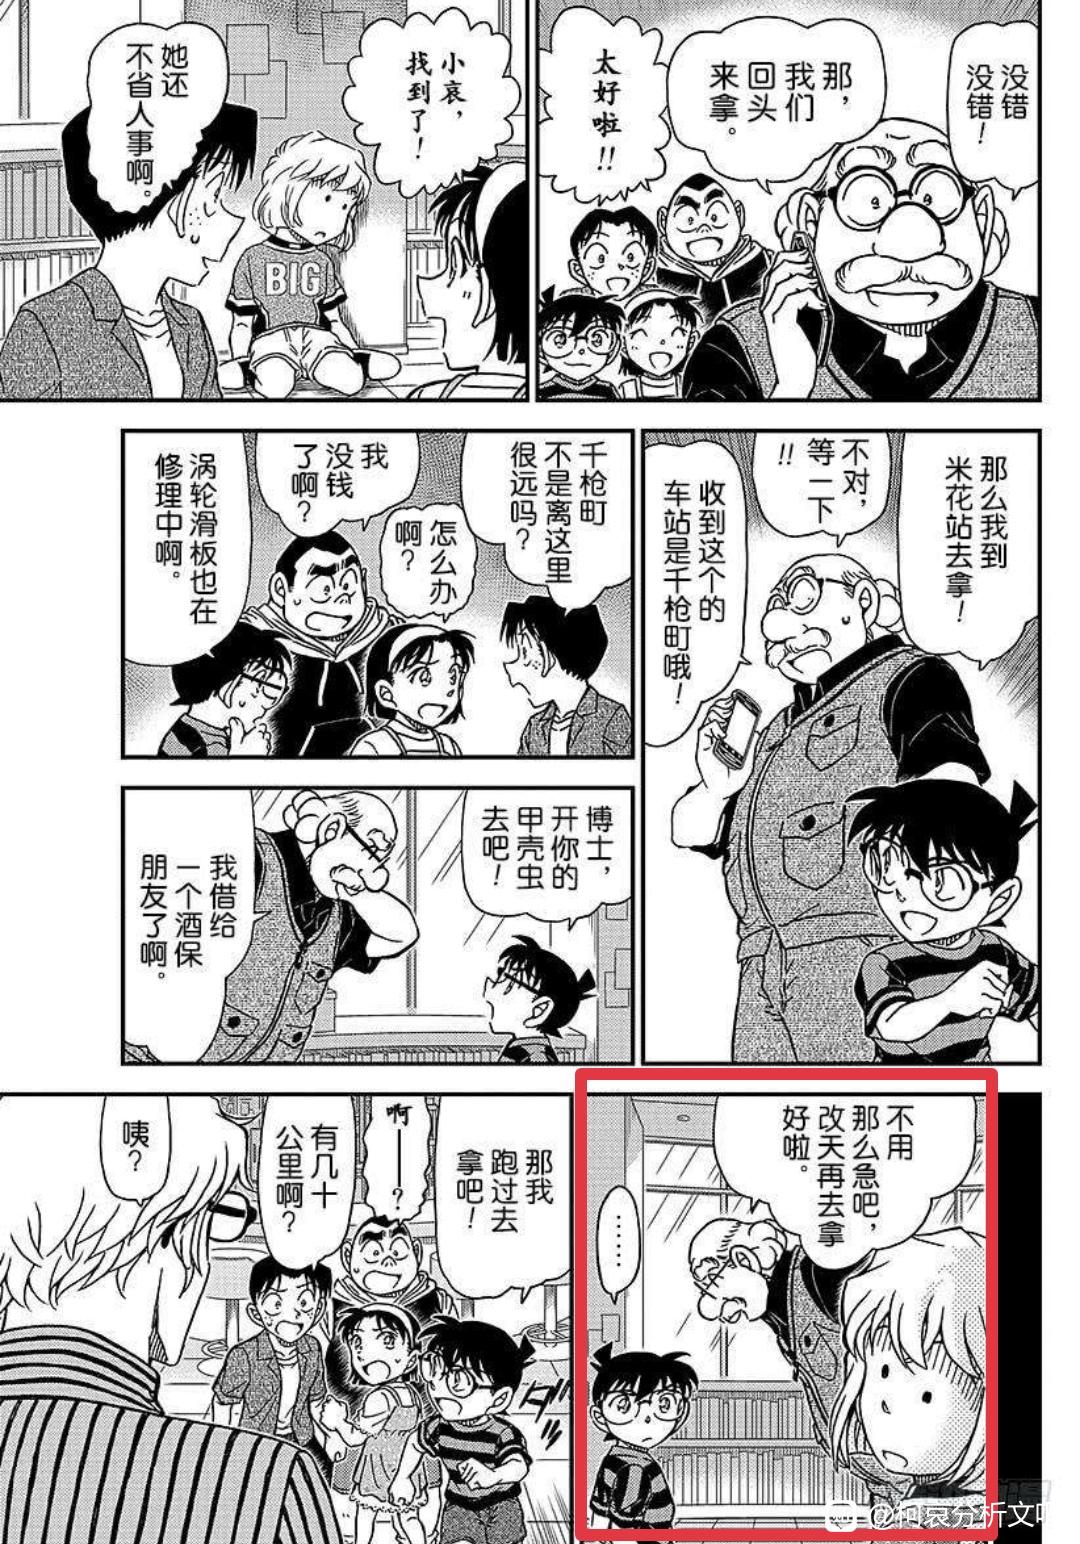 没错
没错！
那，
我们
回头
来拿。
太好啦！！
小哀，
找到了！
她还
不省人事啊。
BIG
那么我到
米花站去拿！
不对，
等一下
！！
收到这个的
车站是千枪町哦！
千枪町
不是离这里
很远吗？
怎么办
啊？
我
没钱
了啊？
涡轮滑板也在
修理中啊。
博士，
开你的
甲壳虫
去吧！
我借给
一个酒保
朋友了啊。
不用
那么急吧，
改天再去拿
好啦。
……
那我
跑过去
拿吧！
啊——？
有几十
公里啊？
咦？
@柯哀分析文吧